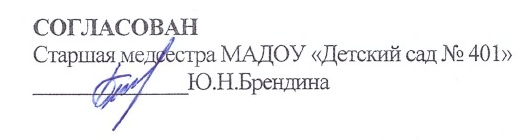 СОГЛАСОВАН
Старшая медсестра МАДОУ «Детский сад № 401»
_______________Ю.Н.Брендина